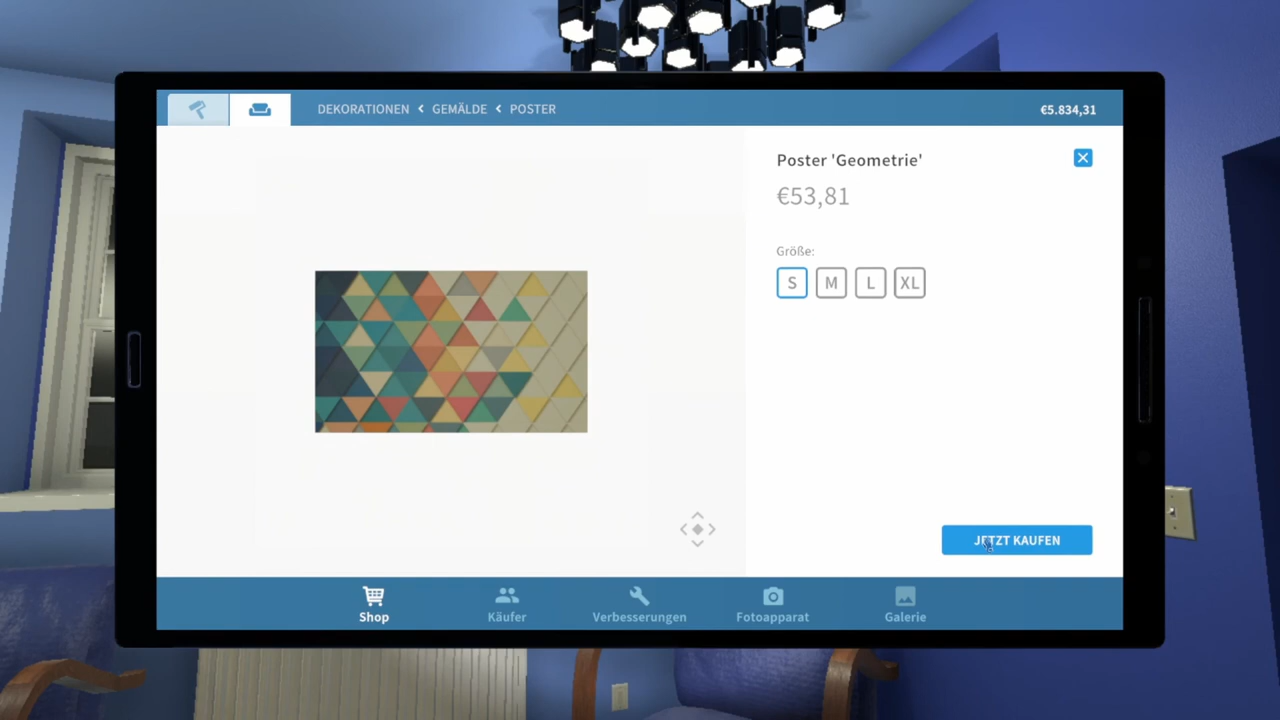 DEKORATIONEN < GEMÄLDE < POSTER
€5.834,31
Poster 'Geometrie'
€53,81
Größe:
S M L XL
JETZT KAUFEN
Shop Käufer Verbesserungen Fotoapparat Galerie